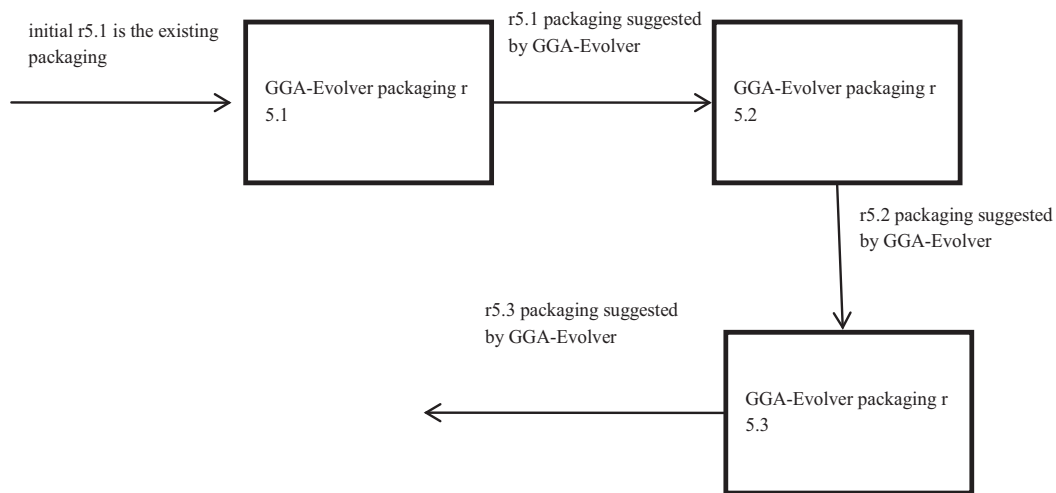 initial r5.1 is the existing
packaging
GGA-Evolver packaging r
5.1
r5.1 packaging suggested
by GGA-Evolver
GGA-Evolver packaging r
5.2
r5.2 packaging suggested
by GGA-Evolver
GGA-Evolver packaging r
5.3
r5.3 packaging suggested
by GGA-Evolver